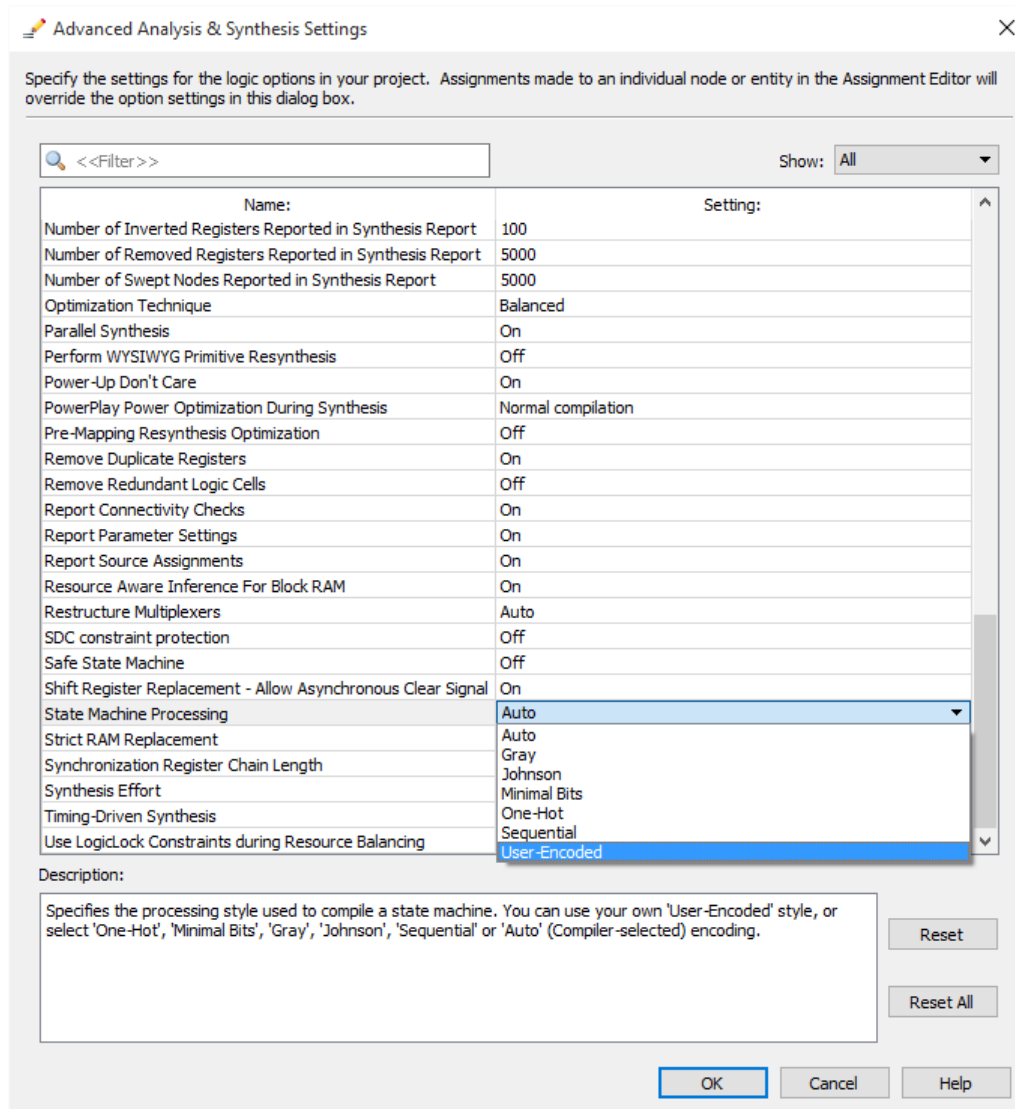 Advanced Analysis & Synthesis Settings
Specify the settings for the logic options in your project.  Assignments made to an individual node or entity in the Assignment Editor will
override the option settings in this dialog box.
<<Filter>>
Show: All
Name: Setting:
Number of Inverted Registers Reported in Synthesis Report 100
Number of Removed Registers Reported in Synthesis Report 5000
Number of Swept Nodes Reported in Synthesis Report 5000
Optimization Technique Balanced
Parallel Synthesis On
Perform WYSIWYG Primitive Resynthesis Off
Power-Up Don't Care On
PowerPlay Power Optimization During Synthesis Normal compilation
Pre-Mapping Resynthesis Optimization Off
Remove Duplicate Registers On
Remove Redundant Logic Cells Off
Report Connectivity Checks On
Report Parameter Settings On
Report Source Assignments On
Resource Aware Inference For Block RAM On
Restructure Multiplexers Auto
SDC constraint protection Off
Safe State Machine Off
Shift Register Replacement - Allow Asynchronous Clear Signal On
State Machine Processing Auto
Strict RAM Replacement
Synchronization Register Chain Length
Synthesis Effort
Timing-Driven Synthesis
Use LogicLock Constraints during Resource Balancing
Auto
Gray
Johnson
Minimal Bits
One-Hot
Sequential
User-Encoded
Description:
Specifies the processing style used to compile a state machine. You can use your own 'User-Encoded' style, or
select 'One-Hot', 'Minimal Bits', 'Gray', 'Johnson', 'Sequential' or 'Auto' (Compiler-selected) encoding.
Reset
Reset All
OK Cancel Help